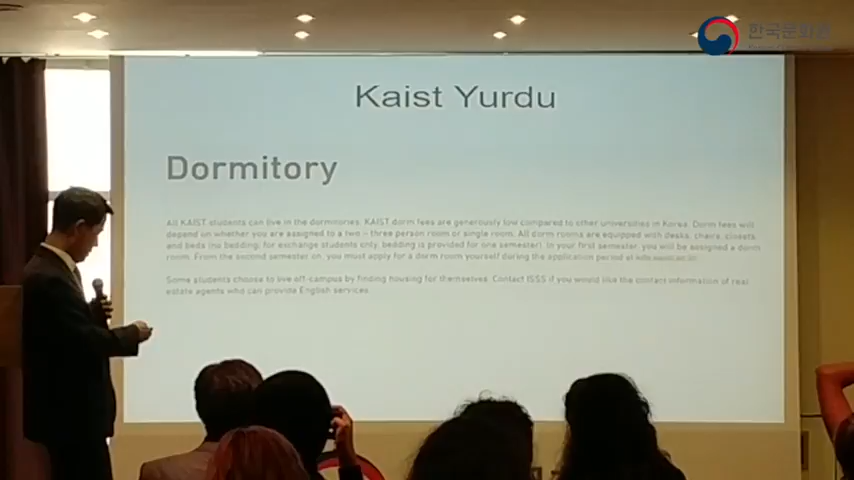 한국문화원
Kaist Yurdu
Dormitory
All KAIST students can live in the dormitories. KAIST dorm fees are generously low compared to other universities in Korea. Dorm fees will
depend on whether you are assigned to a two – three person room or single room. All dorm rooms are equipped with desks, chairs, closets,
and beds (no bedding; for exchange students only, bedding is provided for one semester). In your first semester, you will be assigned a dorm
room. From the second semester on, you must apply for a dorm room yourself during the application period at
Some students choose to live off-campus by finding housing for themselves. Contact ISSS if you would like the contact information of real
estate agents who can provide English services.